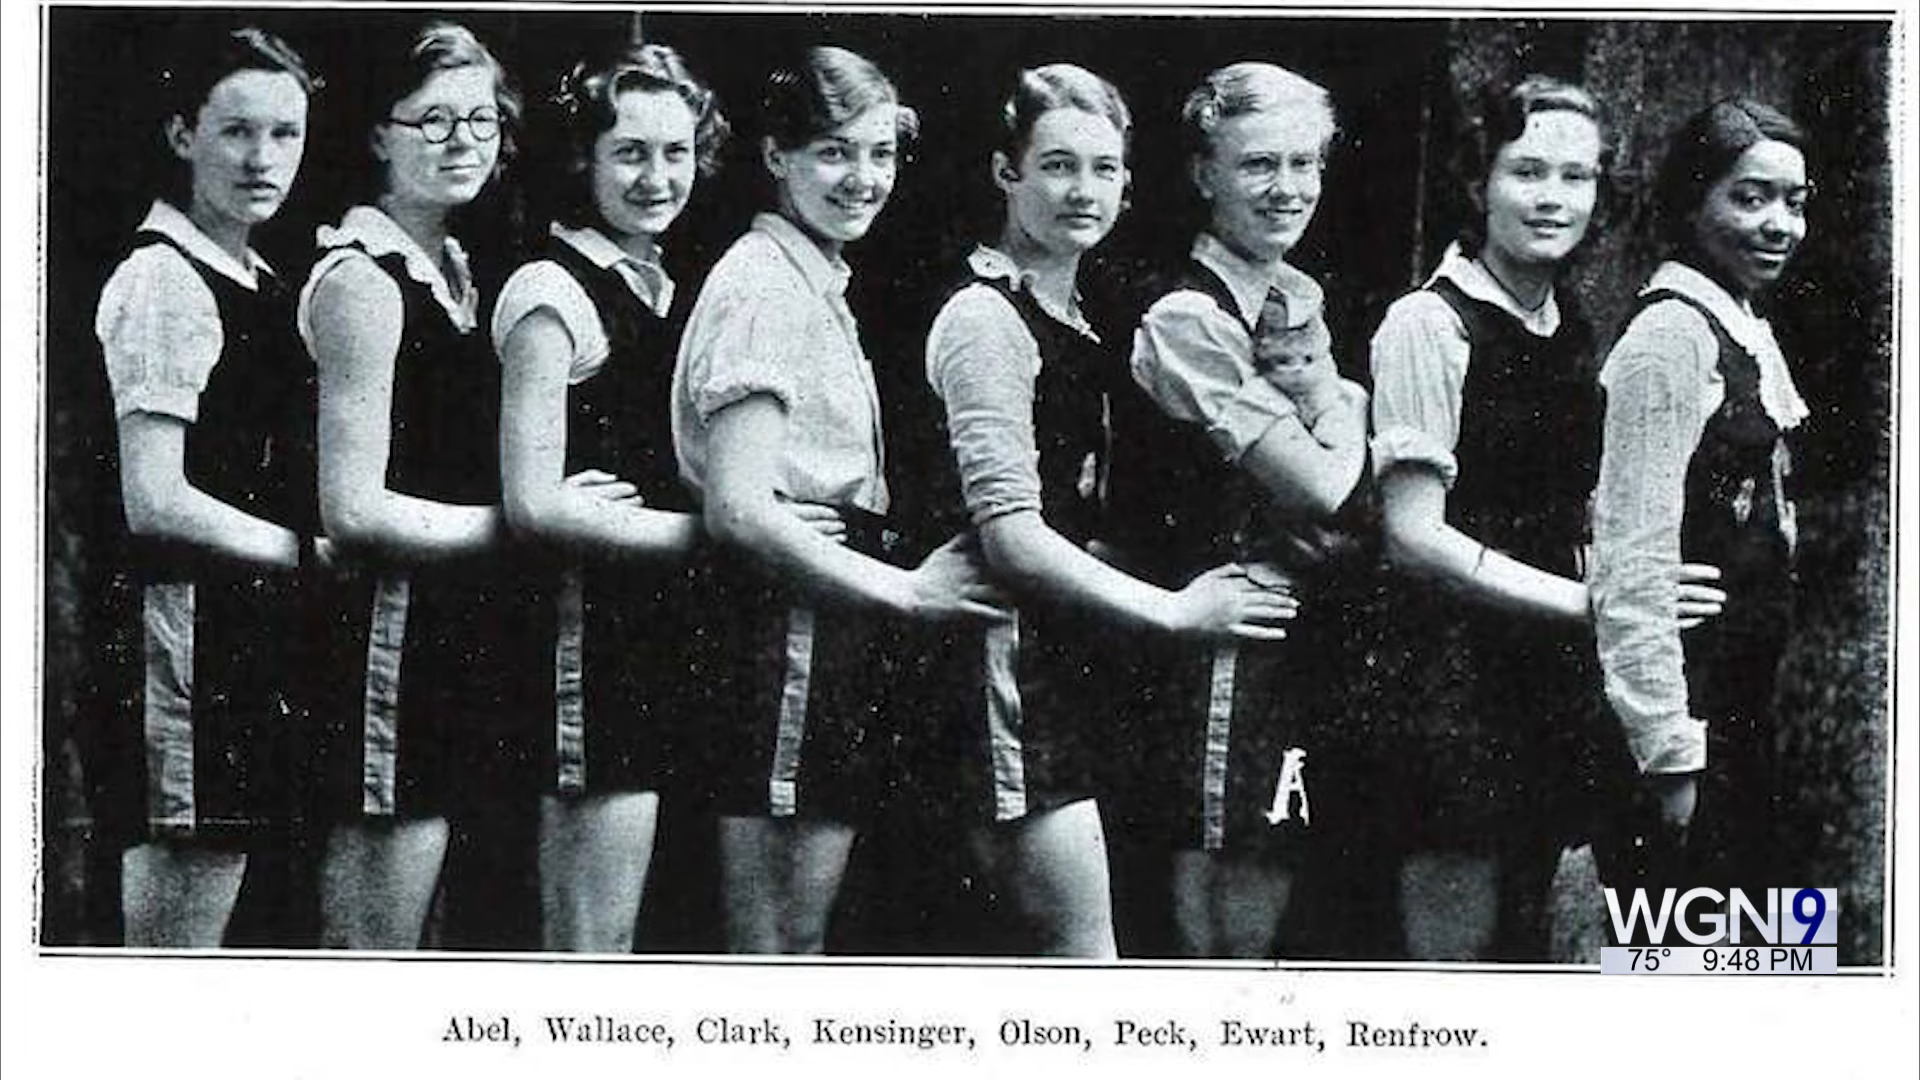 A
WGN9
75° 9:48 PM
Abel, Wallace, Clark, Kensinger, Olson, Peck, Ewart, Renfrow.